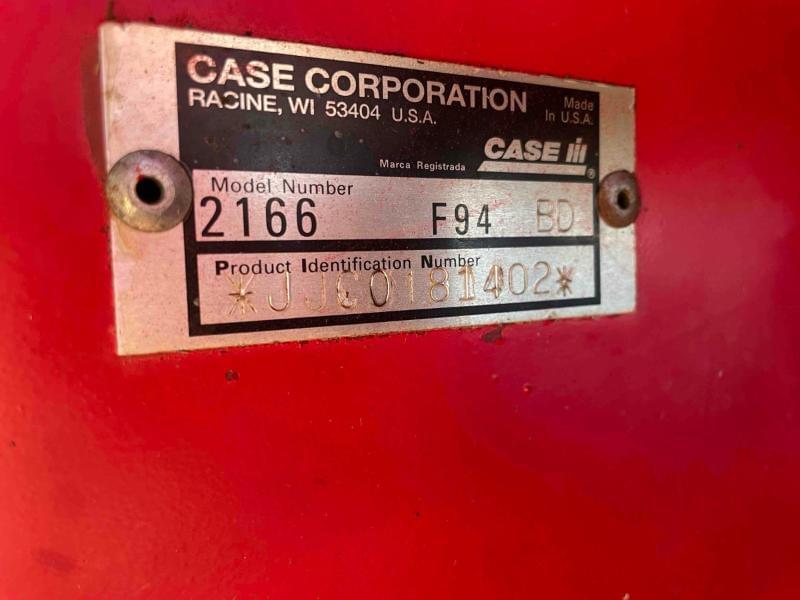 CASE CORPORATION
RACINE, WI 53404 U.S.A.
Made
In U.S.A.
CASE IH
®
Marca Registrada
Model Number
2166 F94 BD
Product Identification Number
*JJC0181402*